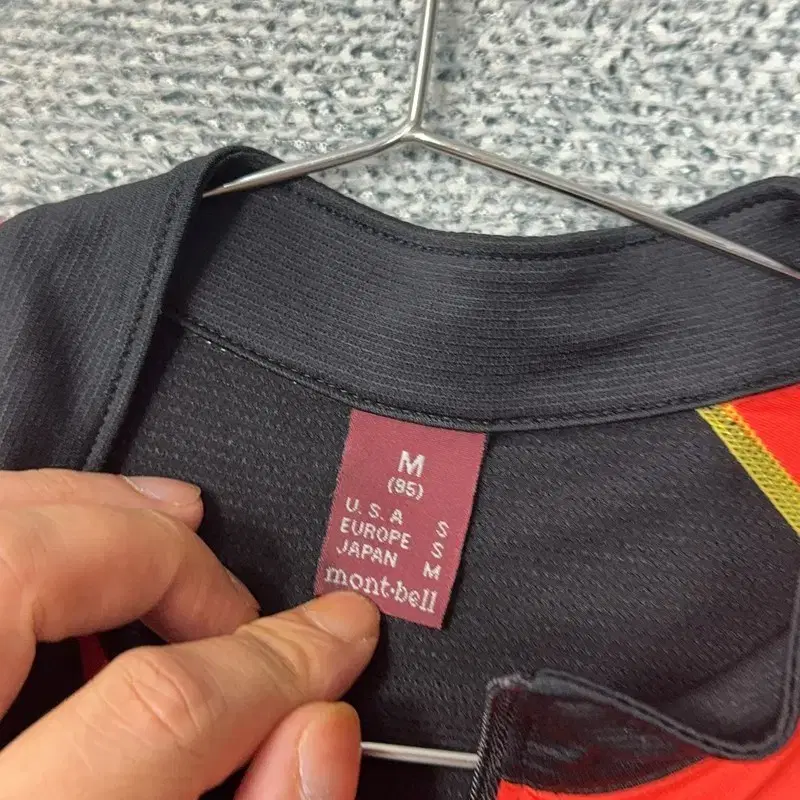 M
(95)
U.S.A S
EUROPE S
JAPAN M
mont·bell